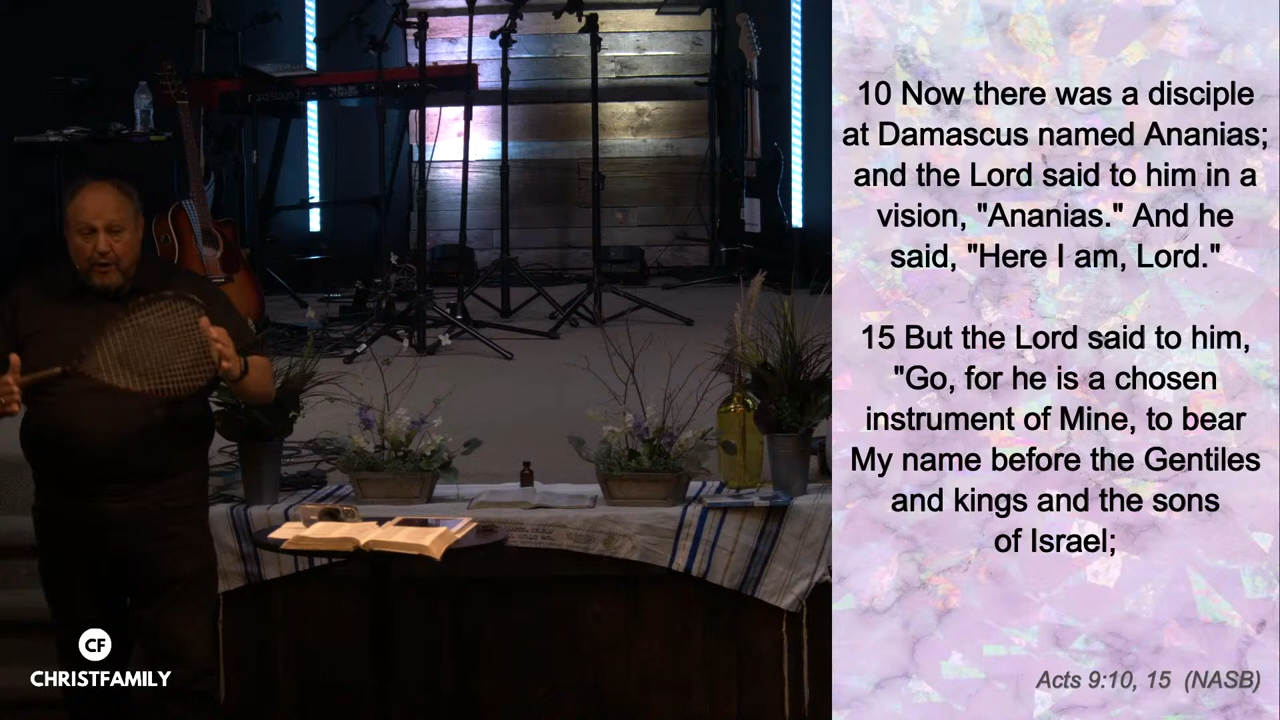 10 Now there was a disciple
at Damascus named Ananias;
and the Lord said to him in a
vision, "Ananias." And he
said, "Here I am, Lord."
15 But the Lord said to him,
"Go, for he is a chosen
instrument of Mine, to bear
My name before the Gentiles
and kings and the sons
of Israel;
Acts 9:10, 15 (NASB)
CF
CHRISTFAMILY